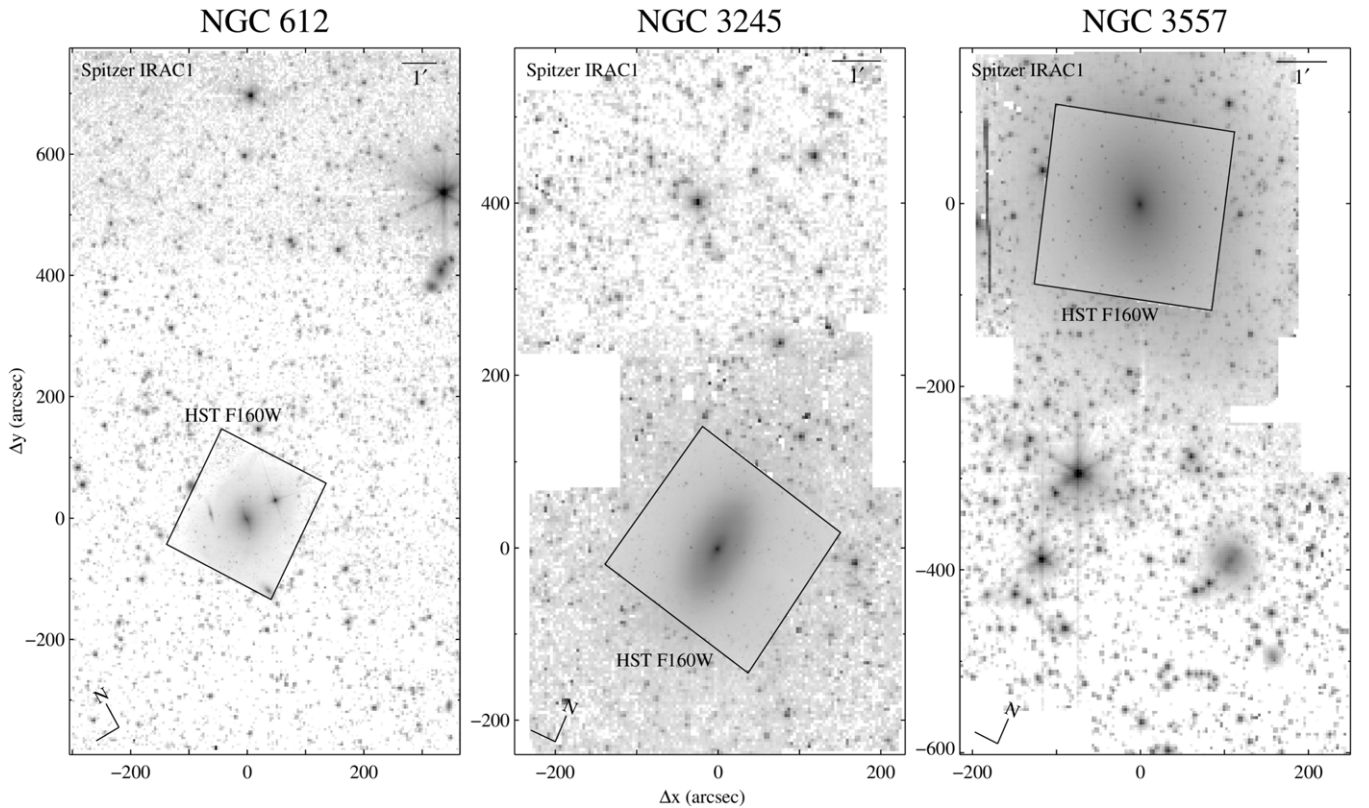 NGC 612
NGC 3245
NGC 3557
Spitzer IRAC1
1′
Spitzer IRAC1
1′
Spitzer IRAC1
1′
HST F160W
HST F160W
HST F160W
N
N
N
600
400
200
0
−200
400
200
0
−200
0
−200
−400
−600
Δy (arcsec)
−200
0
200
−200
0
200
−200
0
200
Δx (arcsec)